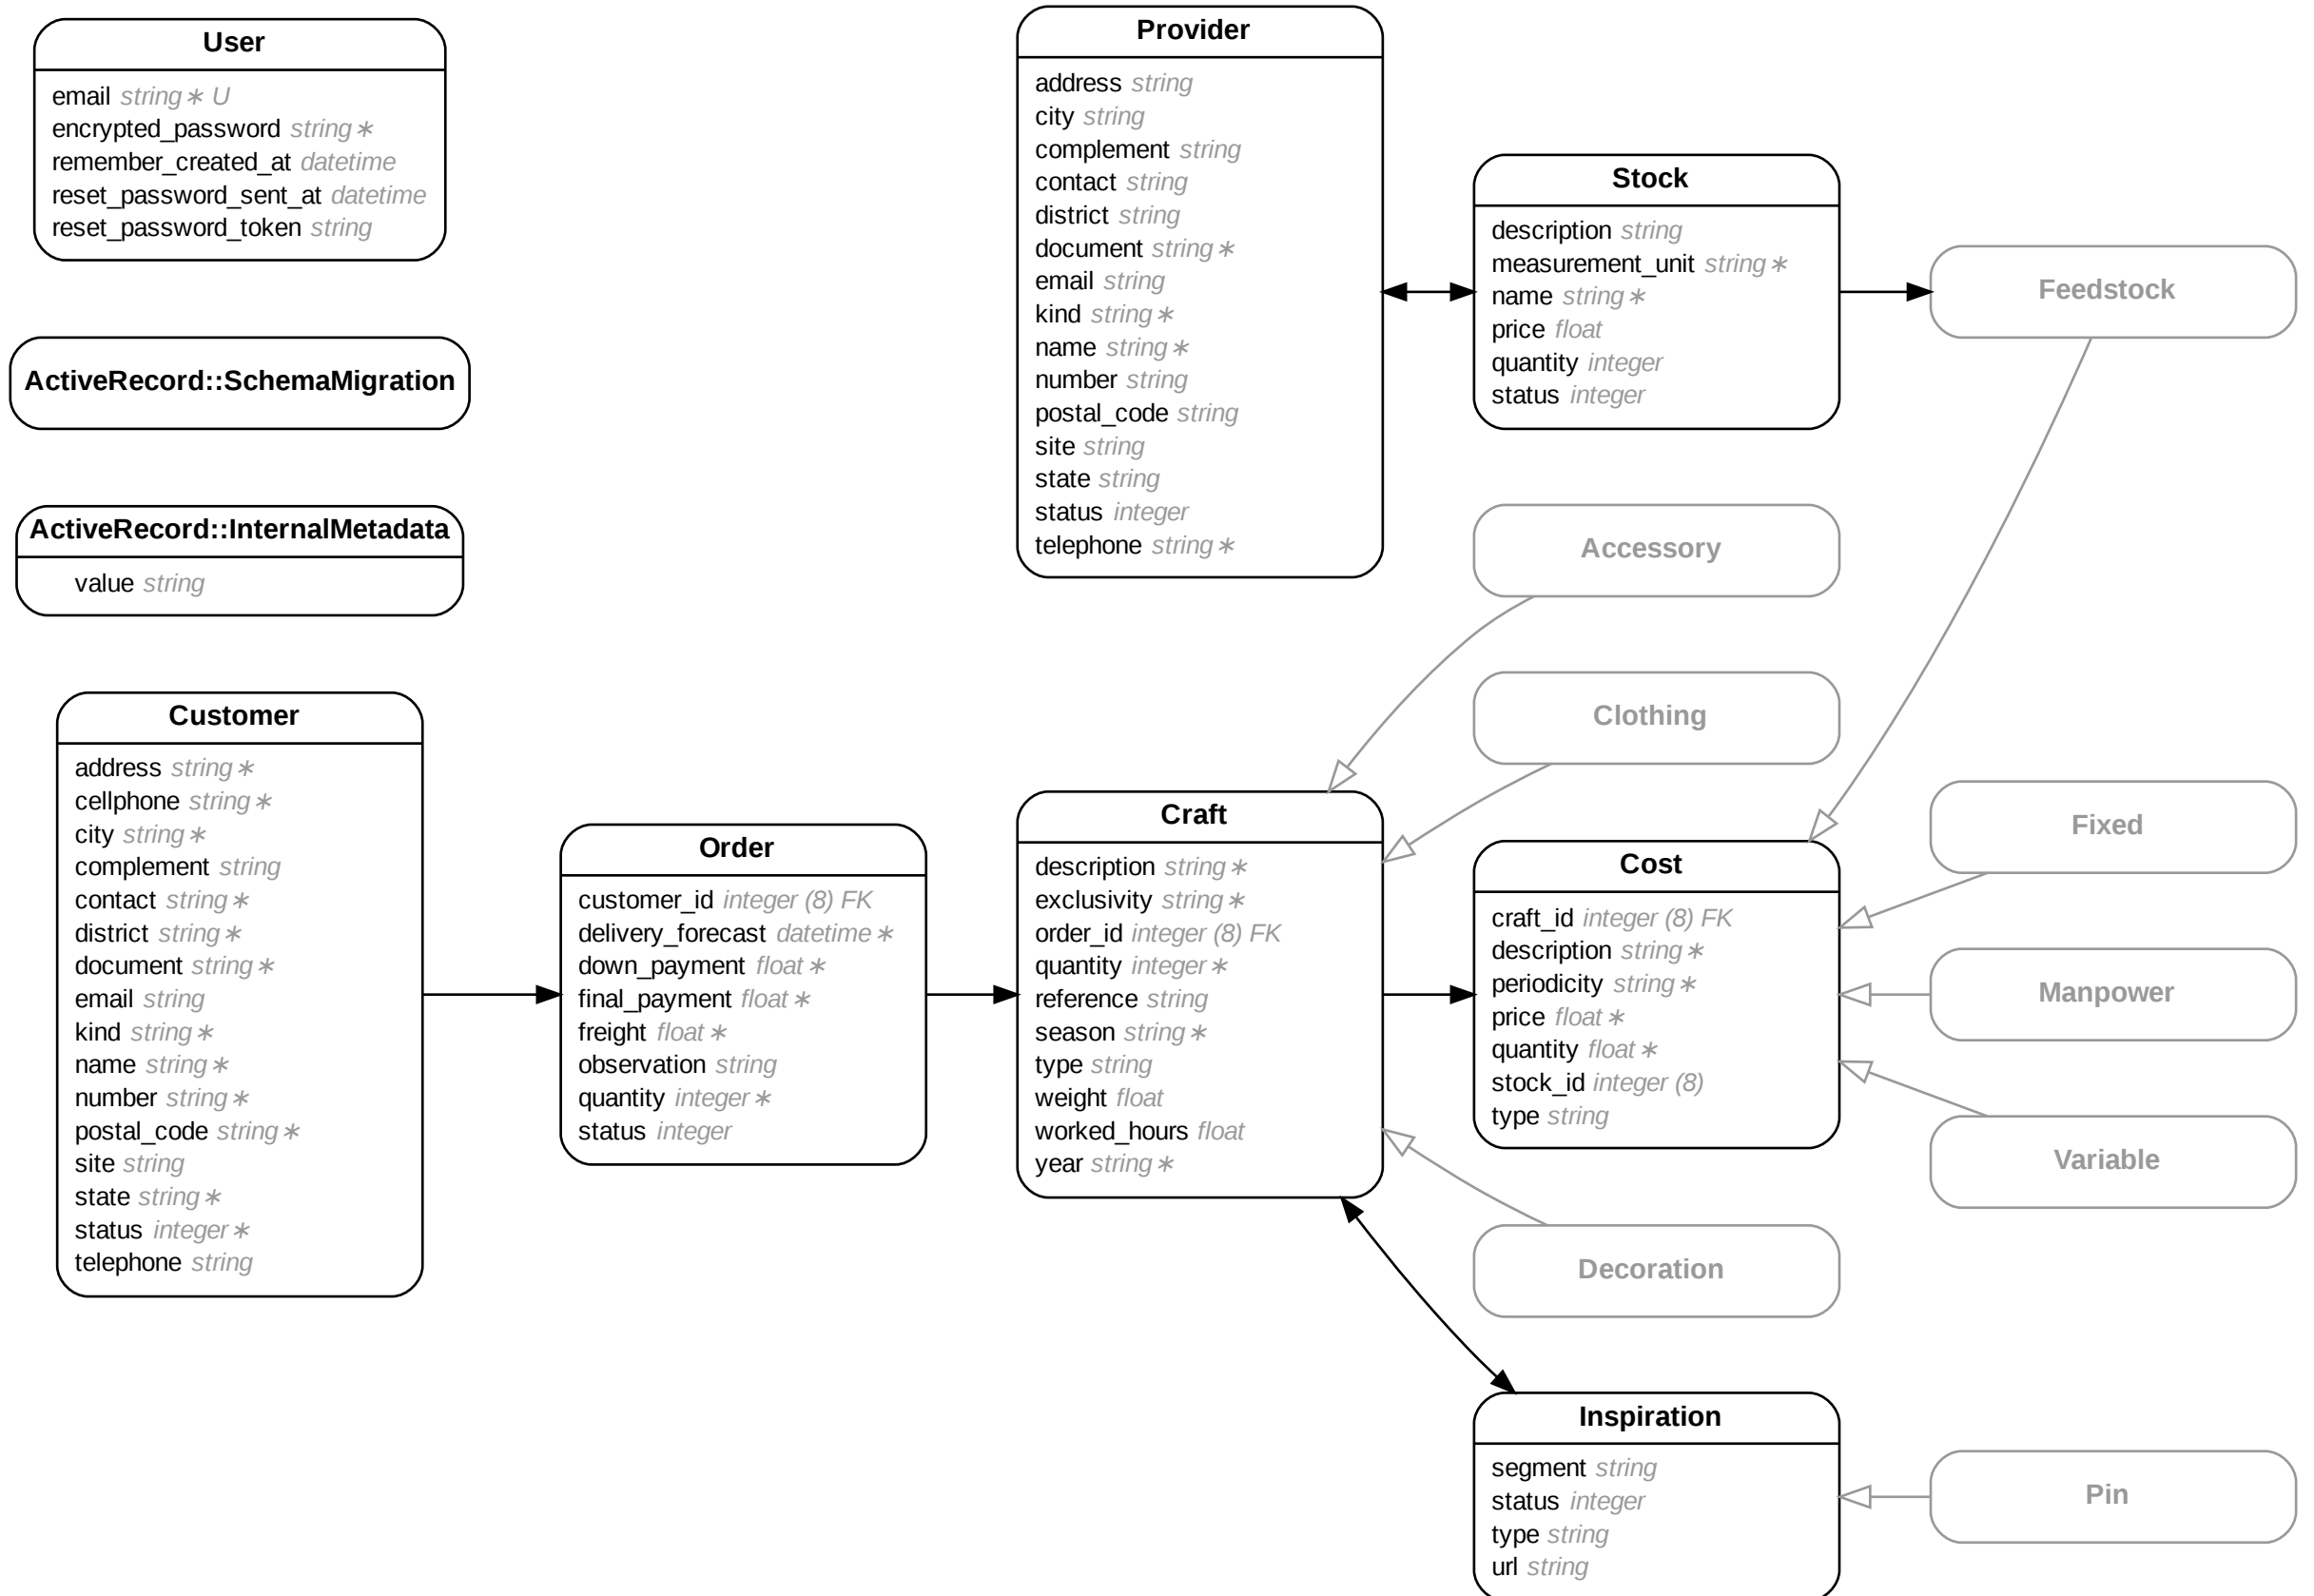 User
email string∗ U
encrypted_password string∗
remember_created_at datetime
reset_password_sent_at datetime
reset_password_token string
ActiveRecord::SchemaMigration
ActiveRecord::InternalMetadata
value string
Customer
address string∗
cellphone string∗
city string∗
complement string
contact string∗
district string∗
document string∗
email string
kind string∗
name string∗
number string∗
postal_code string∗
site string
state string∗
status integer∗
telephone string
Order
customer_id integer (8) FK
delivery_forecast datetime∗
down_payment float∗
final_payment float∗
freight float∗
observation string
quantity integer∗
status integer
Provider
address string
city string
complement string
contact string
district string
document string∗
email string
kind string∗
name string∗
number string
postal_code string
site string
state string
status integer
telephone string∗
Craft
description string∗
exclusivity string∗
order_id integer (8) FK
quantity integer∗
reference string
season string∗
type string
weight float
worked_hours float
year string∗
Stock
description string
measurement_unit string∗
name string∗
price float
quantity integer
status integer
Accessory
Clothing
Cost
craft_id integer (8) FK
description string∗
periodicity string∗
price float∗
quantity float∗
stock_id integer (8)
type string
Decoration
Inspiration
segment string
status integer
type string
url string
Feedstock
Fixed
Manpower
Variable
Pin